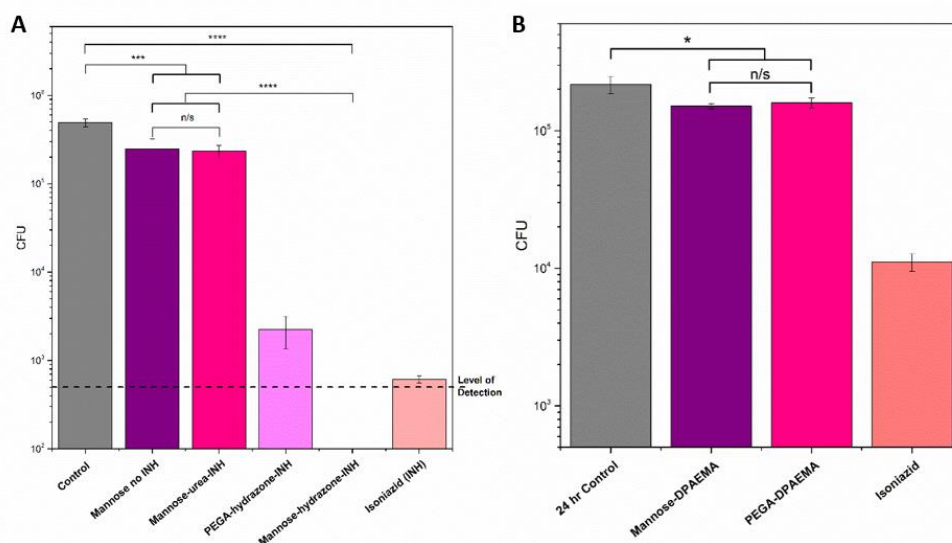 A
****
***
****
n/s
10⁵
10⁴
10³
10²
CFU
Level of
Detection
Control
Mannose no INH
Mannose-urea-INH
PEGA-hydrazone-INH
Mannose-hydrazone-INH
Isoniazid (INH)
B
*
n/s
10⁵
10⁴
10³
CFU
24 hr Control
Mannose-DPAEMA
PEGA-DPAEMA
Isoniazid